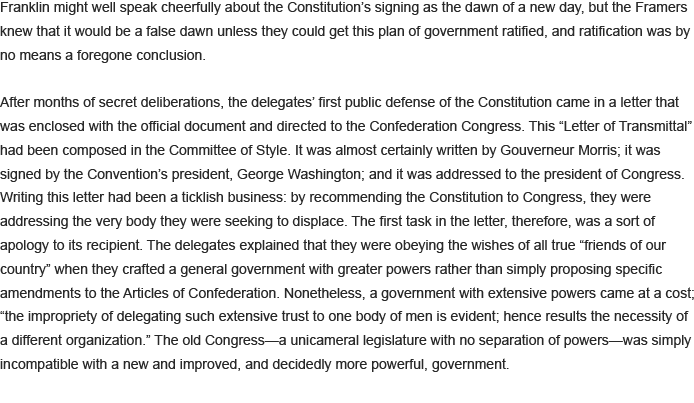 Franklin might well speak cheerfully about the Constitution’s signing as the dawn of a new day, but the Framers
knew that it would be a false dawn unless they could get this plan of government ratified, and ratification was by
no means a foregone conclusion.
After months of secret deliberations, the delegates’ first public defense of the Constitution came in a letter that
was enclosed with the official document and directed to the Confederation Congress. This “Letter of Transmittal”
had been composed in the Committee of Style. It was almost certainly written by Gouverneur Morris; it was
signed by the Convention’s president, George Washington; and it was addressed to the president of Congress.
Writing this letter had been a ticklish business: by recommending the Constitution to Congress, they were
addressing the very body they were seeking to displace. The first task in the letter, therefore, was a sort of
apology to its recipient. The delegates explained that they were obeying the wishes of all true “friends of our
country” when they crafted a general government with greater powers rather than simply proposing specific
amendments to the Articles of Confederation. Nonetheless, a government with extensive powers came at a cost;
“the impropriety of delegating such extensive trust to one body of men is evident; hence results the necessity of
a different organization.” The old Congress—a unicameral legislature with no separation of powers—was simply
incompatible with a new and improved, and decidedly more powerful, government.